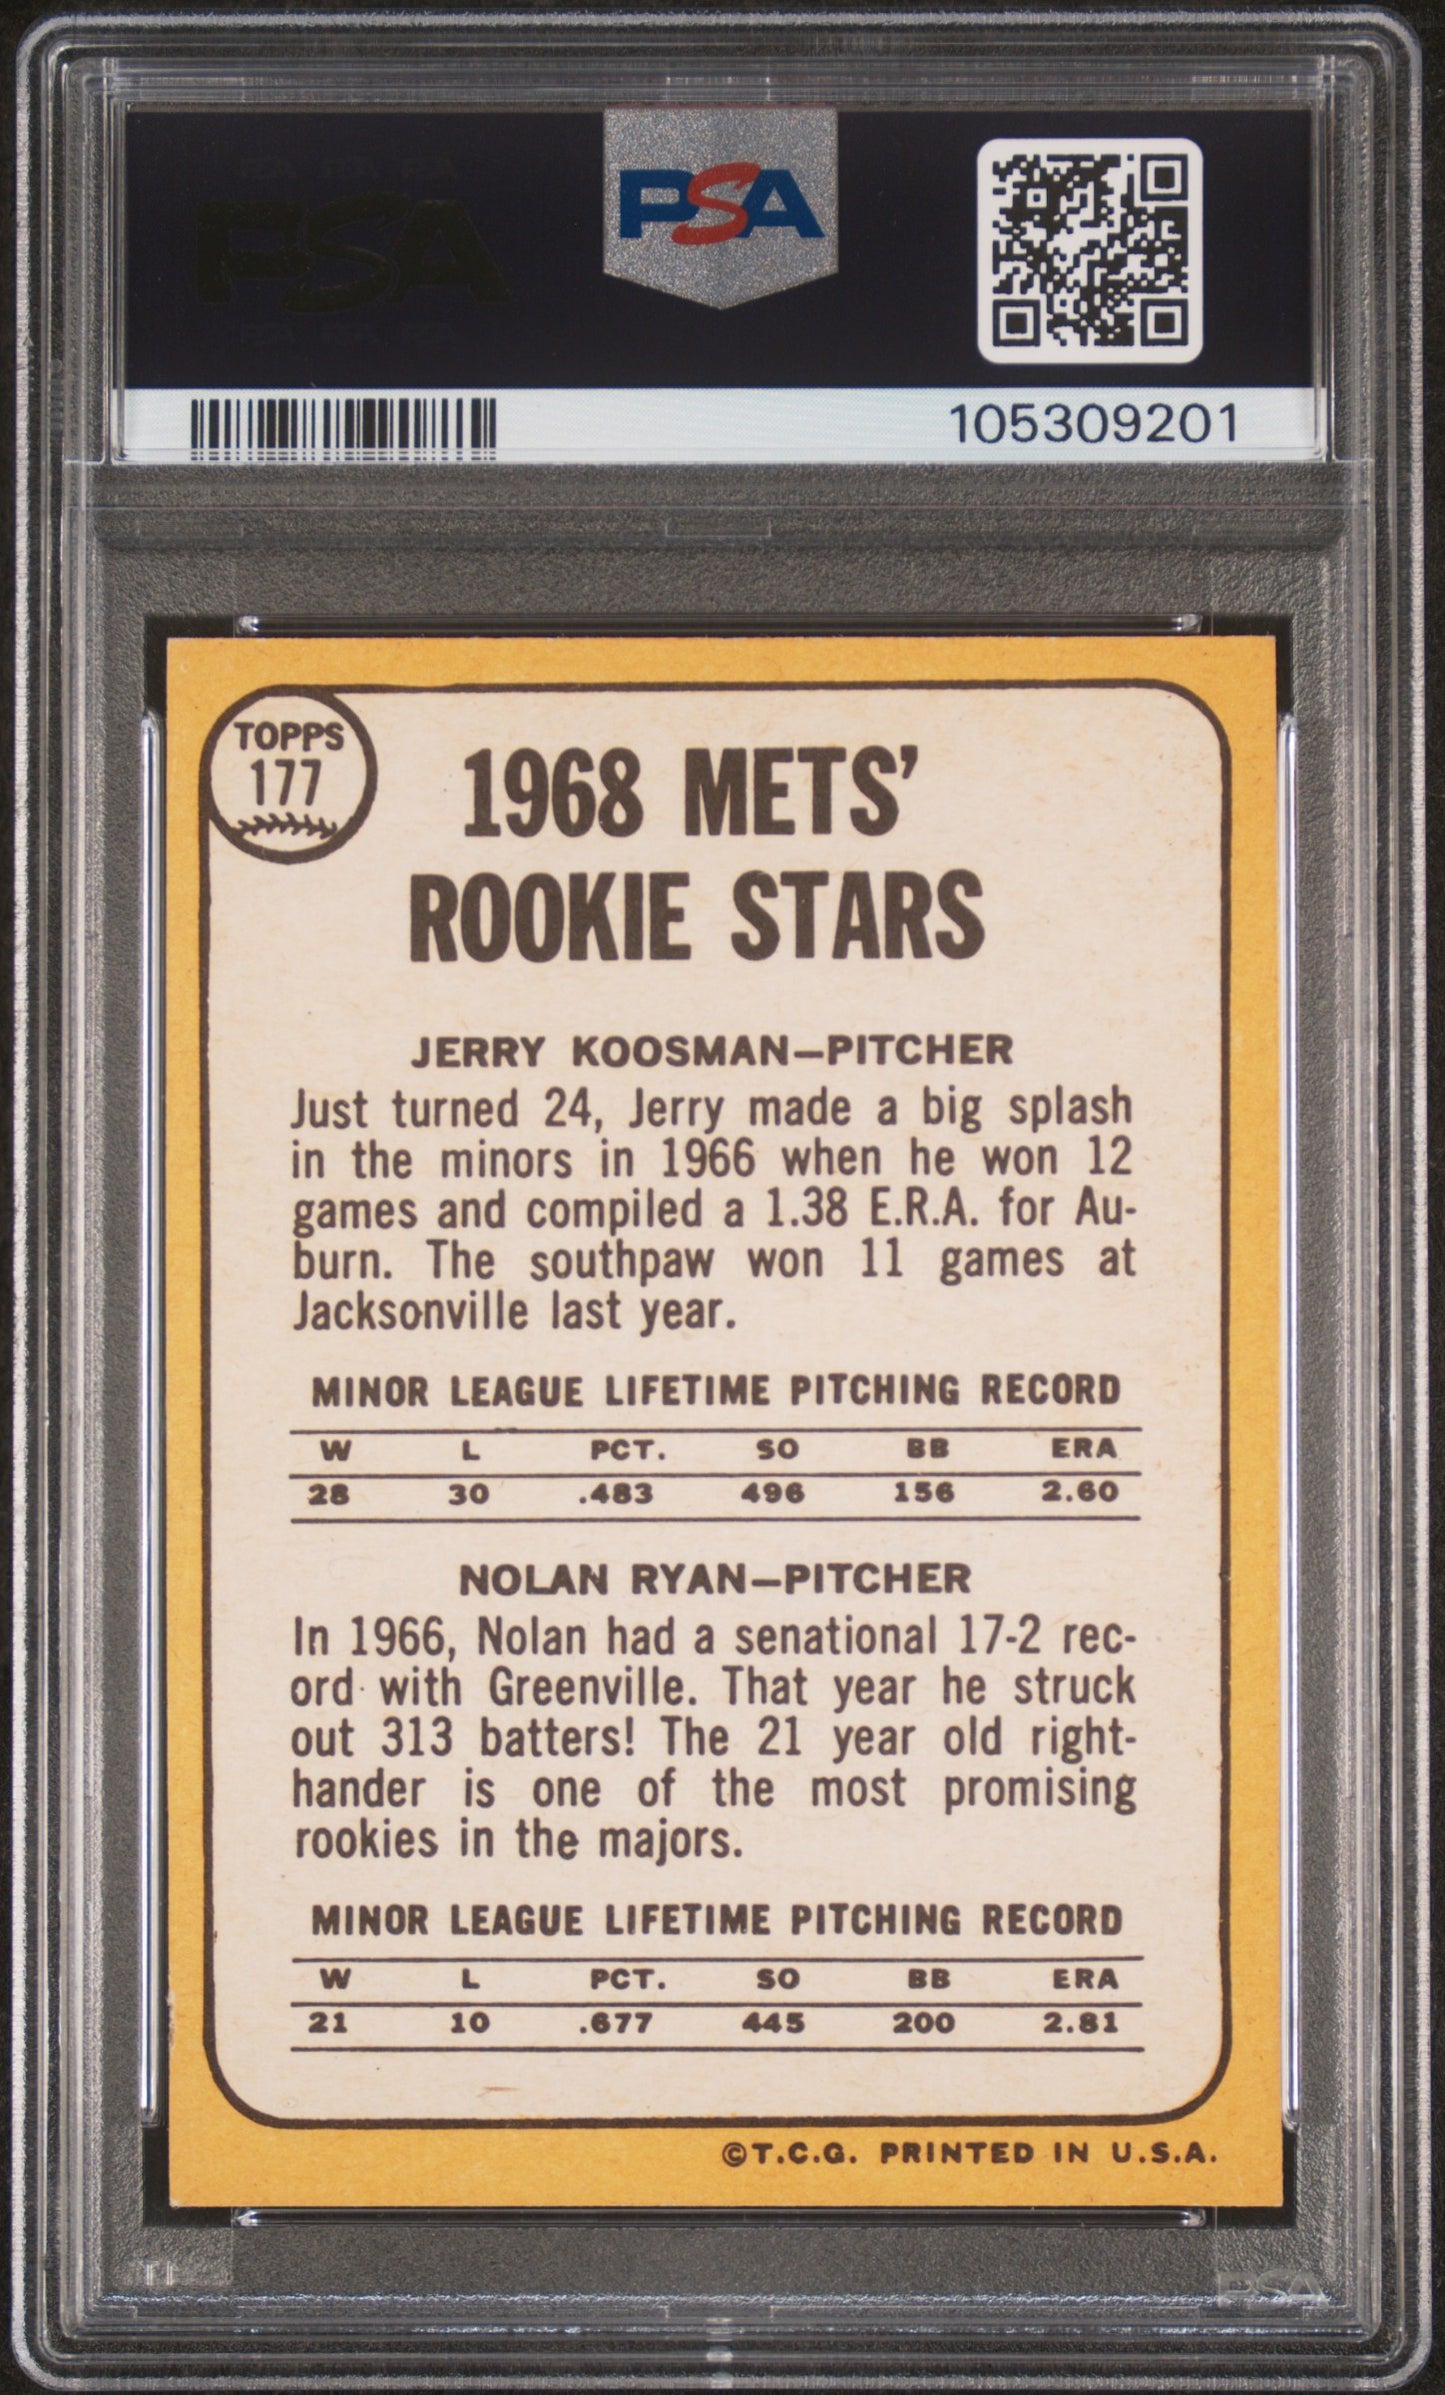 PSA
PSA
105309201
TOPPS
177
1968 METS'
ROOKIE STARS
JERRY KOOSMAN—PITCHER
Just turned 24, Jerry made a big splash
in the minors in 1966 when he won 12
games and compiled a 1.38 E.R.A. for Au-
burn. The southpaw won 11 games at
Jacksonville last year.
MINOR LEAGUE LIFETIME PITCHING RECORD
W L PCT. SO BB ERA
28 30 .483 496 156 2.60
NOLAN RYAN—PITCHER
In 1966, Nolan had a senational 17-2 rec-
ord with Greenville. That year he struck
out 313 batters! The 21 year old right-
hander is one of the most promising
rookies in the majors.
MINOR LEAGUE LIFETIME PITCHING RECORD
W L PCT. SO BB ERA
21 10 .677 445 200 2.81
©T.C.G. PRINTED IN U.S.A.
PSA